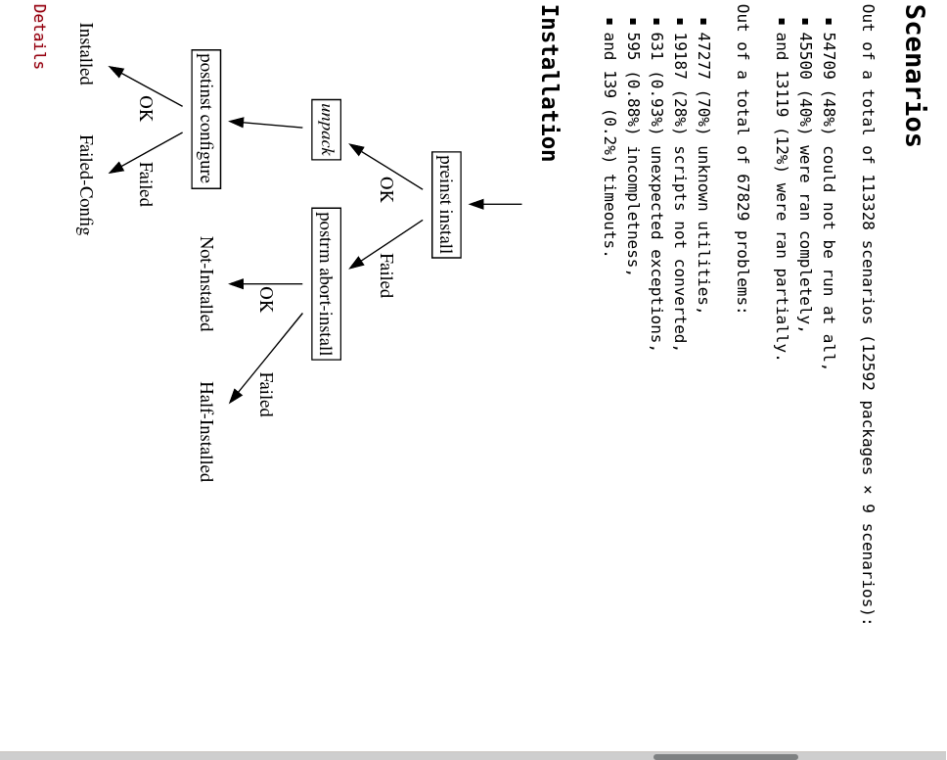 Scenarios
Out of a total of 113328 scenarios (12592 packages × 9 scenarios):
▪ 54709 (48%) could not be run at all,
▪ 45500 (40%) were ran completely,
▪ and 13119 (12%) were ran partially.
Out of a total of 67829 problems:
▪ 47277 (70%) unknown utilities,
▪ 19187 (28%) scripts not converted,
▪ 631 (0.93%) unexpected exceptions,
▪ 595 (0.88%) incompletness,
▪ and 139 (0.2%) timeouts.
Installation
preinst install
OK Failed
unpack postrm abort-install
OK Failed
postinst configure Not-Installed Half-Installed
OK Failed
Installed Failed-Config
Details